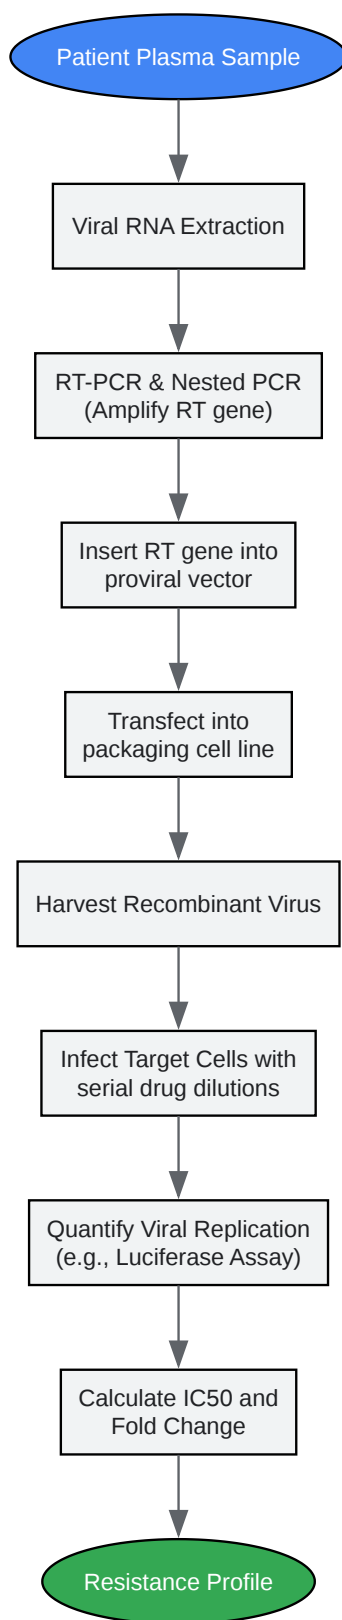 Patient Plasma Sample
Viral RNA Extraction
RT-PCR & Nested PCR
(Amplify RT gene)
Insert RT gene into
proviral vector
Transfect into
packaging cell line
Harvest Recombinant Virus
Infect Target Cells with
serial drug dilutions
Quantify Viral Replication
(e.g., Luciferase Assay)
Calculate IC50 and
Fold Change
Resistance Profile